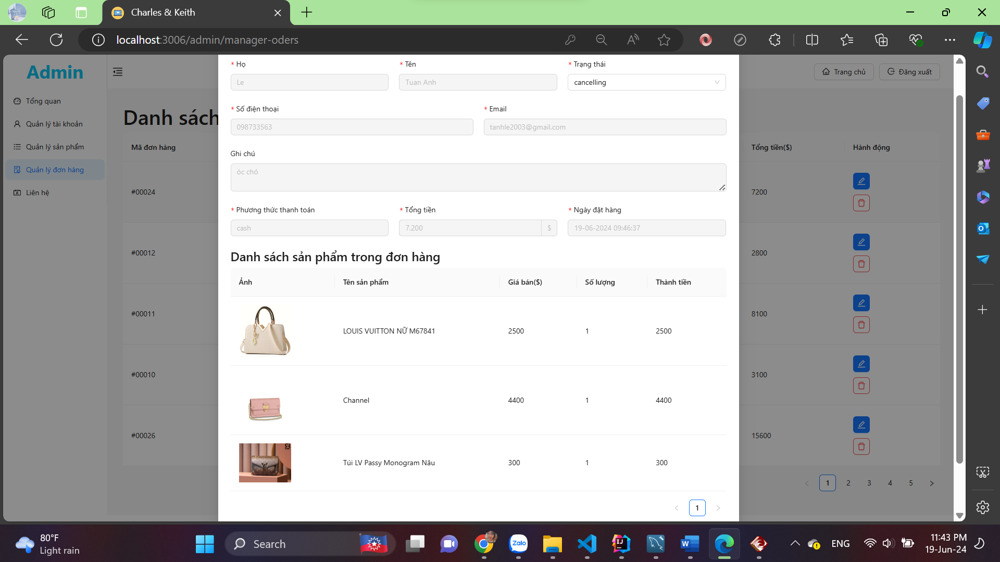 Charles & Keith
localhost:3006/admin/manager-oders
Admin
Tổng quan
Quản lý tài khoản
Quản lý sản phẩm
Quản lý đơn hàng
Liên hệ
Trang chủ
Đăng xuất
Danh sách
Mã đơn hàng
Tổng tiền($)
Hành động
#00024
7200
#00012
2800
#00011
8100
#00010
3100
#00026
15600
1 2 3 4 5
* Họ * Tên * Trạng thái
Le Tuan Anh cancelling
* Số điện thoại * Email
098733563 tanhle2003@gmail.com
Ghi chú
óc chó
* Phương thức thanh toán * Tổng tiền * Ngày đặt hàng
cash 7.200 $ 19-06-2024 09:46:37
Danh sách sản phẩm trong đơn hàng
Ảnh Tên sản phẩm Giá bán($) Số lượng Thành tiền
LOUIS VUITTON NỮ M67841 2500 1 2500
Channel 4400 1 4400
Túi LV Passy Monogram Nâu 300 1 300
1
80°F
Light rain
Search
Zalo
ENG
11:43 PM
19-Jun-24